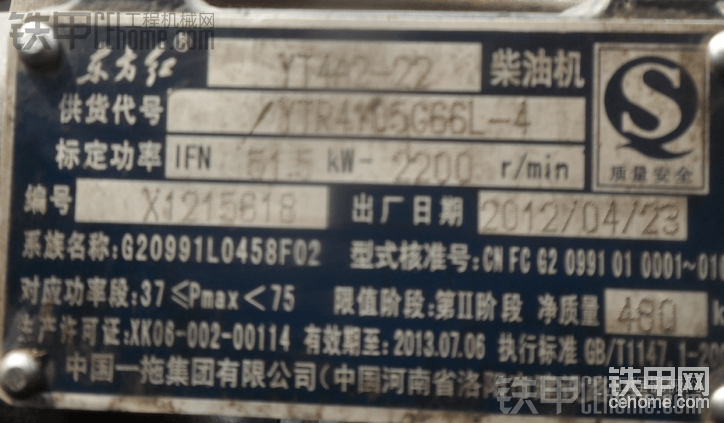 铁甲 工程机械网
cehome.com
东方红 YT4A2-22 柴油机
供货代号 YTR4105G66L-4
标定功率 IFN 51.5 kW- 2200 r/min
质量安全
编号 X1215618 出厂日期 2012/04/23
系族名称:G20991L0458F02 型式核准号:CN FC G2 0991 01 0001~01
对应功率段:37≤Pmax<75 限值阶段:第II阶段 净质量 480
生产许可证:XK06-002-00114 有效期至:2013.07.06 执行标准 GB/T1147.1-20
中国一拖集团有限公司(中国河南省洛阳
铁甲网
cehome.com